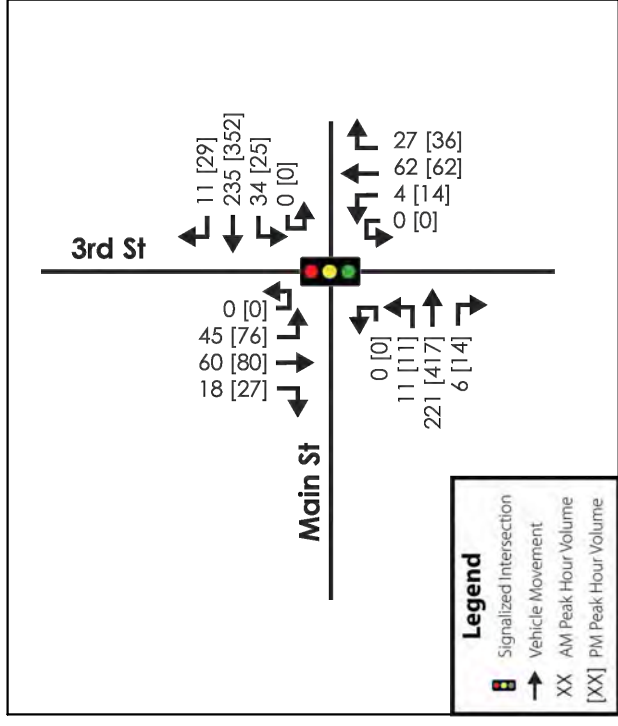 3rd St
11 [29]
235 [352]
34 [25]
0 [0]
27 [36]
62 [62]
4 [14]
0 [0]
0 [0]
45 [76]
60 [80]
18 [27]
0 [0]
11 [11]
221 [417]
6 [14]
Main St
Legend
Signalized Intersection
Vehicle Movement
XX AM Peak Hour Volume
[XX] PM Peak Hour Volume